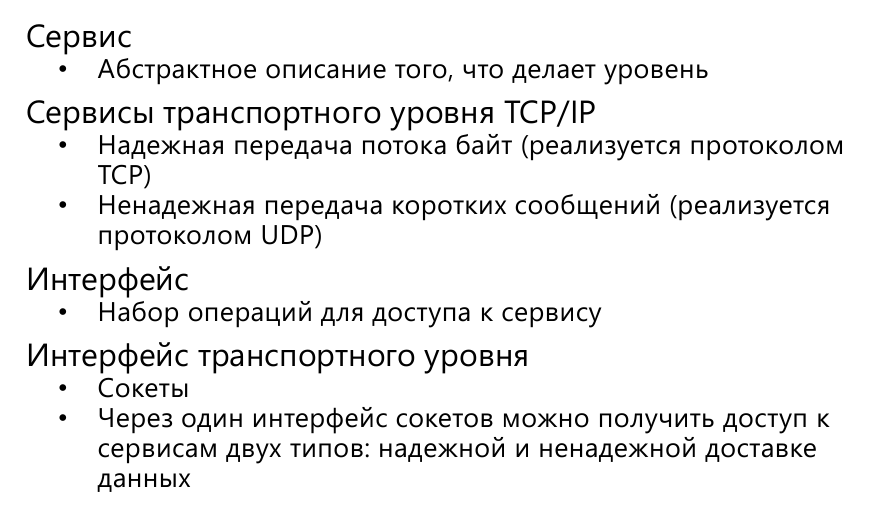 Сервис
• Абстрактное описание того, что делает уровень
Сервисы транспортного уровня TCP/IP
• Надежная передача потока байт (реализуется протоколом
TCP)
• Ненадежная передача коротких сообщений (реализуется
протоколом UDP)
Интерфейс
• Набор операций для доступа к сервису
Интерфейс транспортного уровня
• Сокеты
• Через один интерфейс сокетов можно получить доступ к
сервисам двух типов: надежной и ненадежной доставке
данных